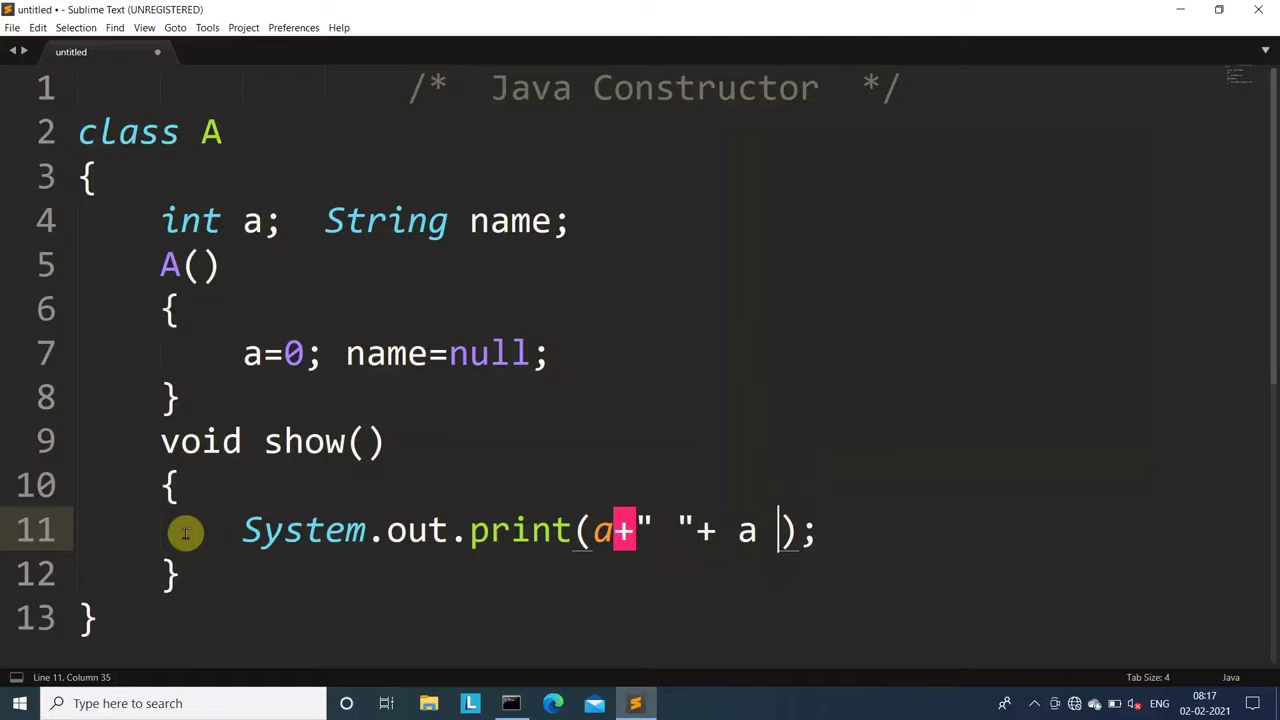 untitled • - Sublime Text (UNREGISTERED)
File Edit Selection Find View Goto Tools Project Preferences Help
untitled
1 /* Java Constructor */
2 class A
3 {
4 int a; String name;
5 A()
6 {
7 a=0; name=null;
8 }
9 void show()
10 {
11 System.out.print(a+" "+ a );
12 }
13 }
Line 11, Column 35 Tab Size: 4 Java
Type here to search L ENG 08:17
02-02-2021